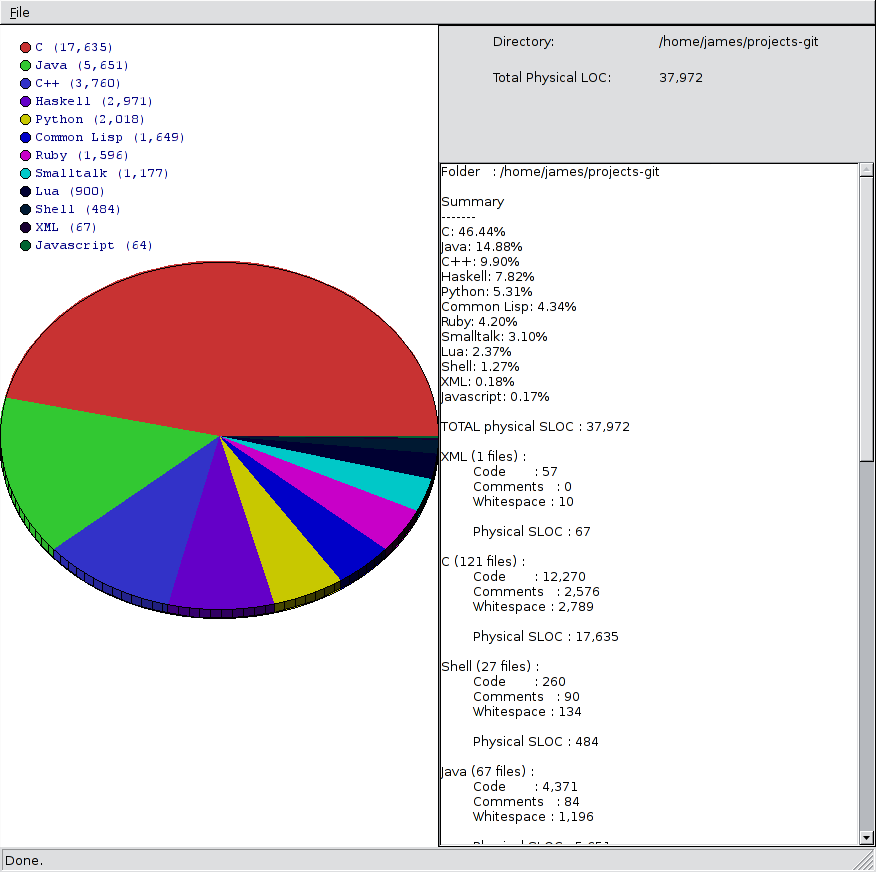 File
C (17,635)
Java (5,651)
C++ (3,760)
Haskell (2,971)
Python (2,018)
Common Lisp (1,649)
Ruby (1,596)
Smalltalk (1,177)
Lua (900)
Shell (484)
XML (67)
Javascript (64)
Directory: /home/james/projects-git
Total Physical LOC: 37,972
Folder : /home/james/projects-git
Summary
-------
C: 46.44%
Java: 14.88%
C++: 9.90%
Haskell: 7.82%
Python: 5.31%
Common Lisp: 4.34%
Ruby: 4.20%
Smalltalk: 3.10%
Lua: 2.37%
Shell: 1.27%
XML: 0.18%
Javascript: 0.17%
TOTAL physical SLOC : 37,972
XML (1 files) :
Code : 57
Comments : 0
Whitespace : 10
Physical SLOC : 67
C (121 files) :
Code : 12,270
Comments : 2,576
Whitespace : 2,789
Physical SLOC : 17,635
Shell (27 files) :
Code : 260
Comments : 90
Whitespace : 134
Physical SLOC : 484
Java (67 files) :
Code : 4,371
Comments : 84
Whitespace : 1,196
Physical SLOC : 5,651
Done.